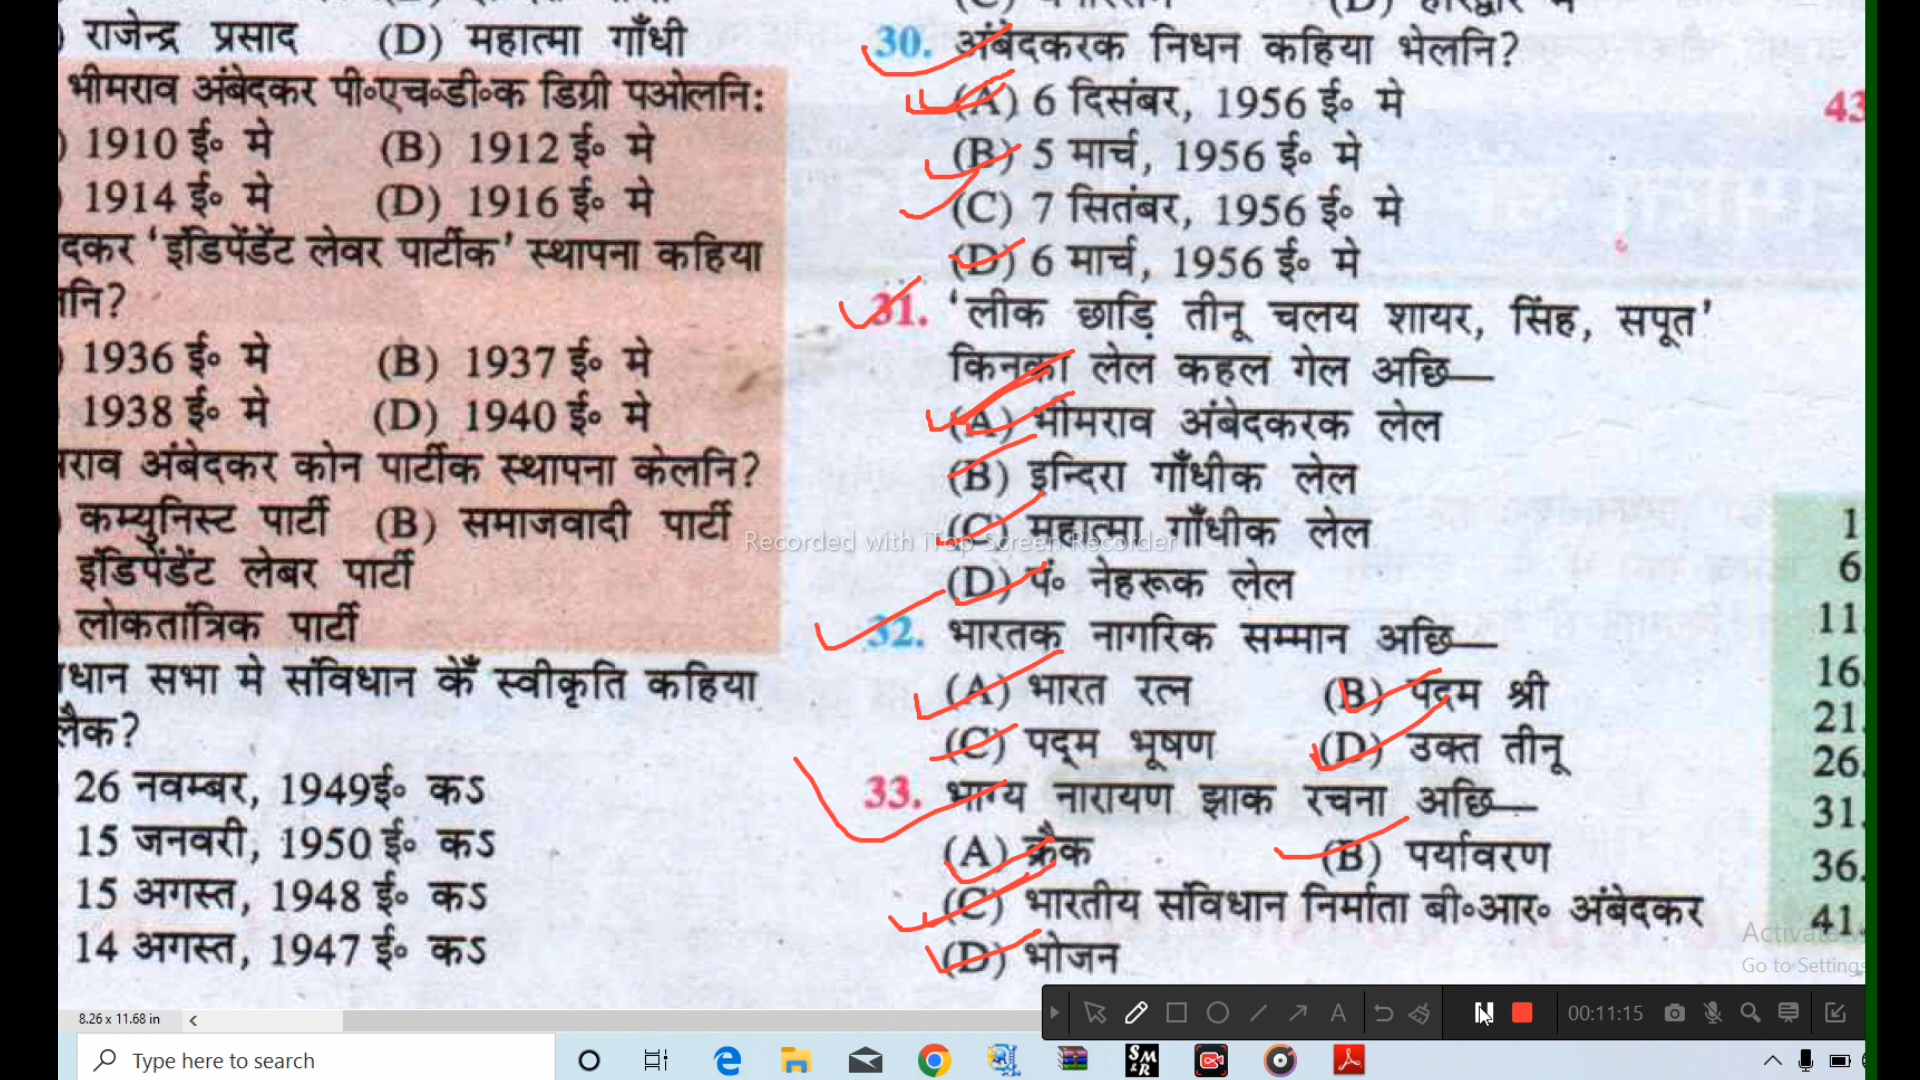 राजेन्द्र प्रसाद (D) महात्मा गाँधी
भीमराव अंबेदकर पी॰एच॰डी॰क डिग्री पओलनि:
) 1910 ई॰ मे (B) 1912 ई॰ मे
1914 ई॰ मे (D) 1916 ई॰ मे
दकर 'इंडिपेंडेंट लेवर पार्टीक' स्थापना कहिया
नि?
1936 ई॰ मे (B) 1937 ई॰ मे
1938 ई॰ मे (D) 1940 ई॰ मे
राव अंबेदकर कोन पार्टीक स्थापना केलनि?
कम्युनिस्ट पार्टी (B) समाजवादी पार्टी
इंडिपेंडेंट लेबर पार्टी
लोकतांत्रिक पार्टी
धान सभा मे संविधान केँ स्वीकृति कहिया
लैक?
26 नवम्बर, 1949ई॰ कऽ
15 जनवरी, 1950 ई॰ कऽ
15 अगस्त, 1948 ई॰ कऽ
14 अगस्त, 1947 ई॰ कऽ
30. अंबेदकरक निधन कहिया भेलनि?
(A) 6 दिसंबर, 1956 ई॰ मे
(B) 5 मार्च, 1956 ई॰ मे
(C) 7 सितंबर, 1956 ई॰ मे
(D) 6 मार्च, 1956 ई॰ मे
31. 'लीक छाड़ि तीनू चलय शायर, सिंह, सपूत'
किनका लेल कहल गेल अछि—
(A) भीमराव अंबेदकरक लेल
(B) इन्दिरा गाँधीक लेल
(C) महात्मा गाँधीक लेल
(D) पं॰ नेहरूक लेल
32. भारतक नागरिक सम्मान अछि—
(A) भारत रत्न (B) पदम श्री
(C) पद्म भूषण (D) उक्त तीनू
33. भाग्य नारायण झाक रचना अछि—
(A) क्रैक (B) पर्यावरण
(C) भारतीय संविधान निर्माता बी॰आर॰ अंबेदकर
(D) भोजन
43
1
6
11.
16.
21.
26.
31.
36.
41.
Recorded with iTop Screen Recorder
Activate
Go to Settings
8.26 x 11.68 in
00:11:15
Type here to search
SM
&R